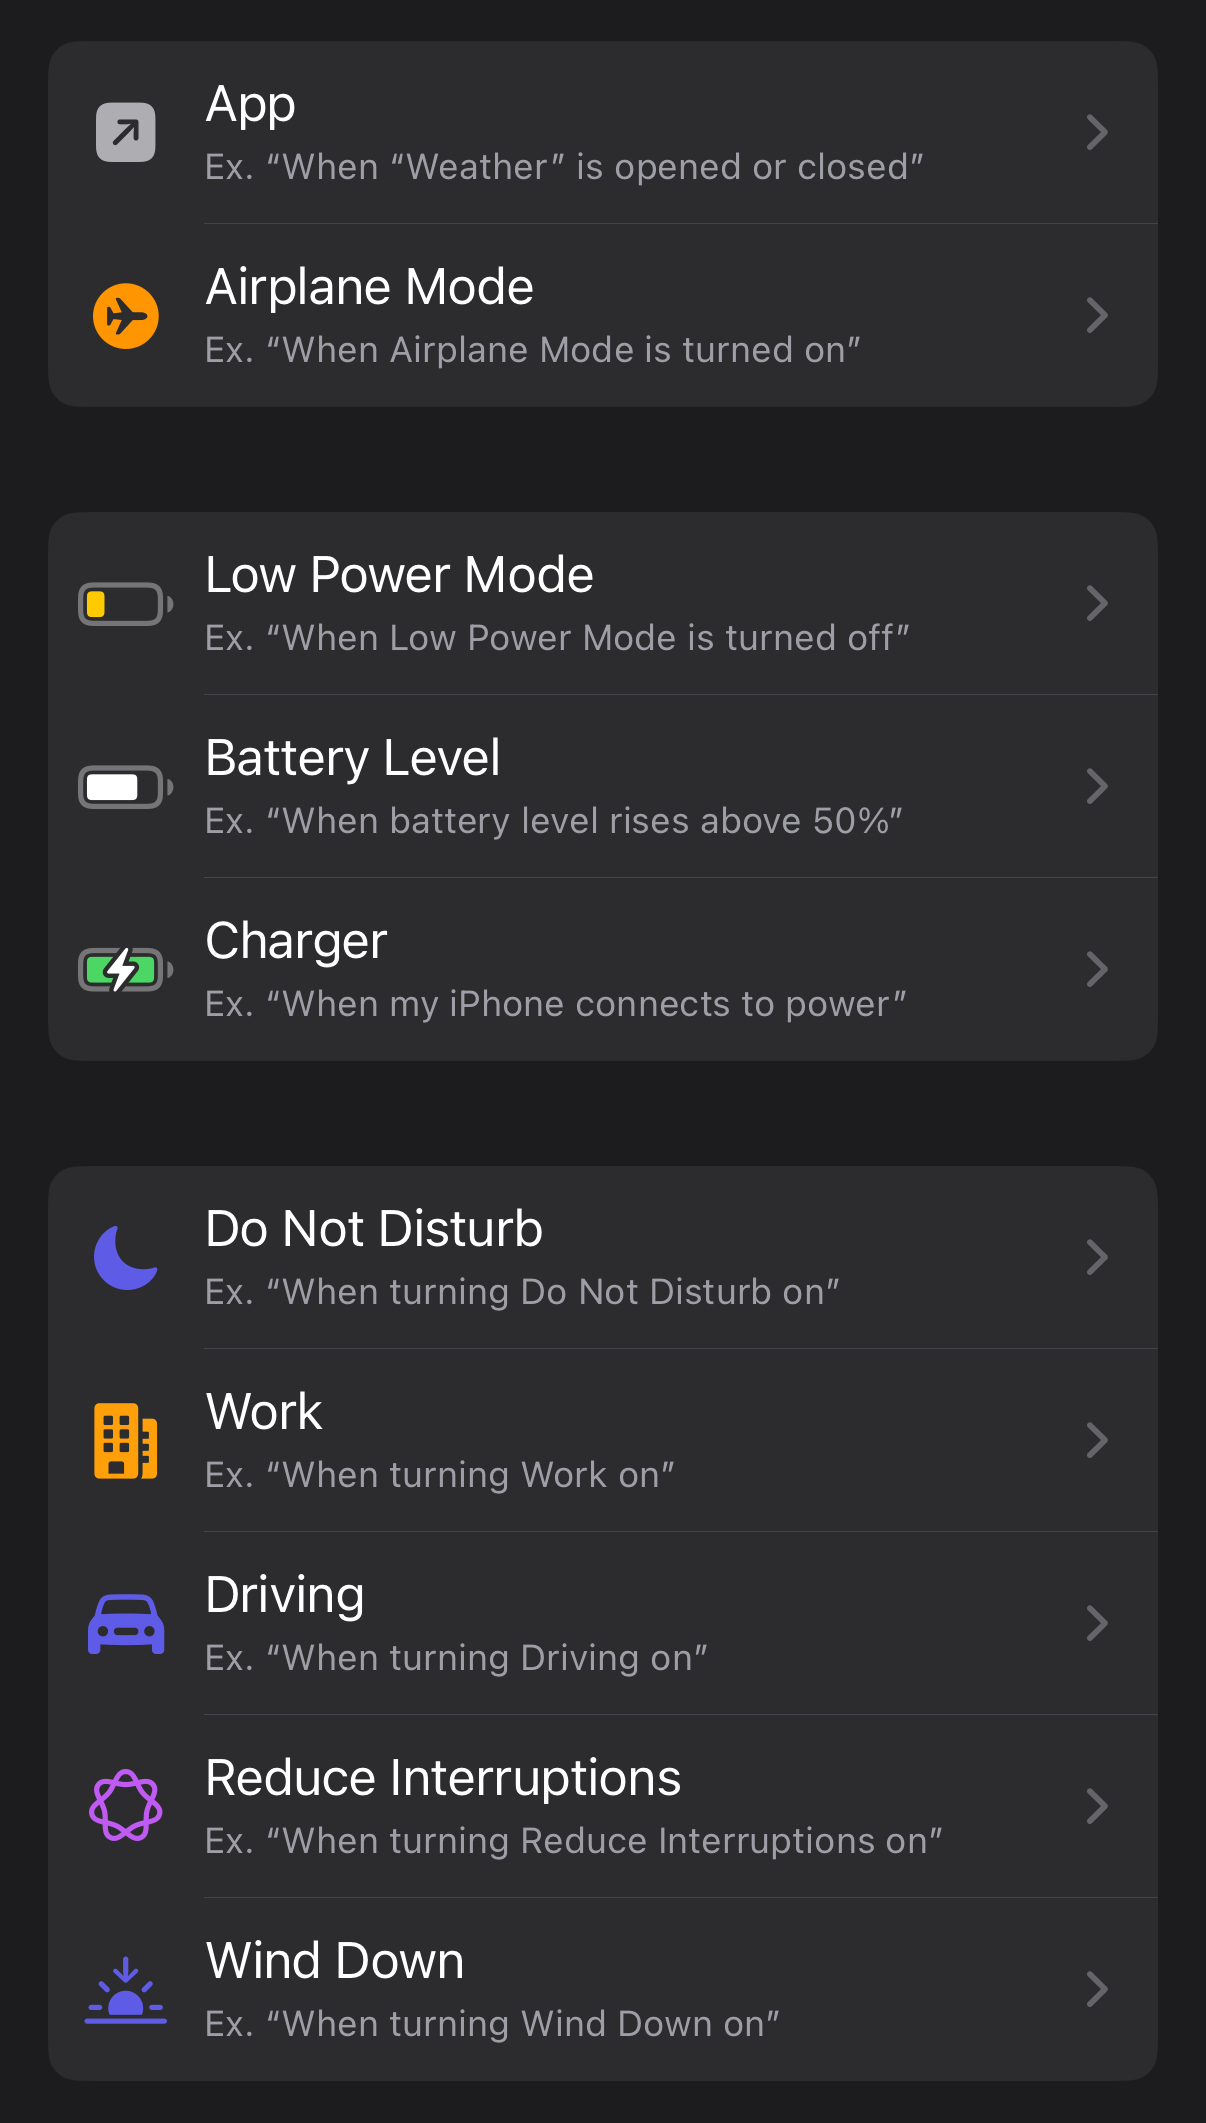 App
Ex. “When “Weather” is opened or closed”
Airplane Mode
Ex. “When Airplane Mode is turned on”
Low Power Mode
Ex. “When Low Power Mode is turned off”
Battery Level
Ex. “When battery level rises above 50%”
Charger
Ex. “When my iPhone connects to power”
Do Not Disturb
Ex. “When turning Do Not Disturb on”
Work
Ex. “When turning Work on”
Driving
Ex. “When turning Driving on”
Reduce Interruptions
Ex. “When turning Reduce Interruptions on”
Wind Down
Ex. “When turning Wind Down on”